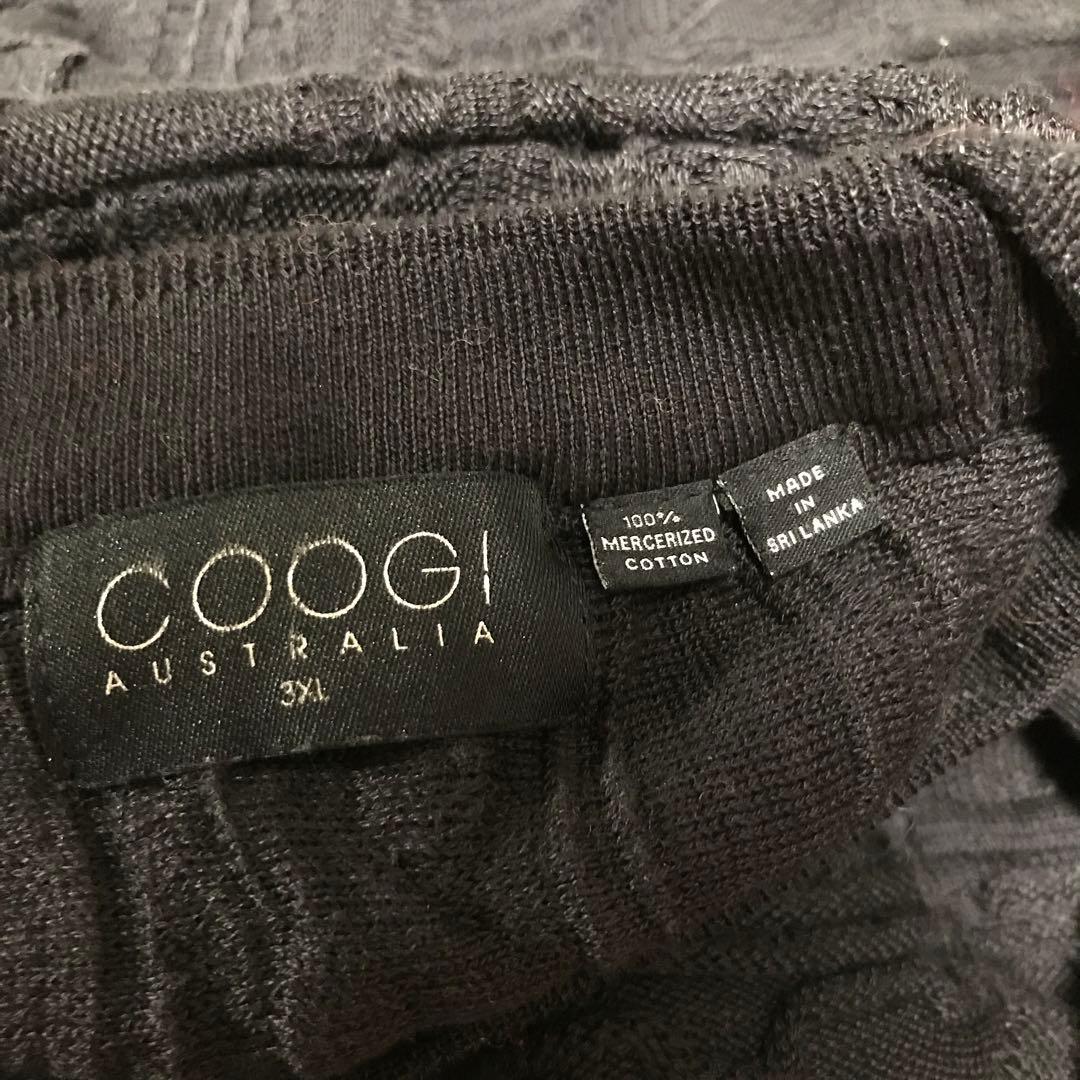 COOGI
AUSTRALIA
3XL
100%
MERCERIZED
COTTON
MADE
IN
SRI LANKA